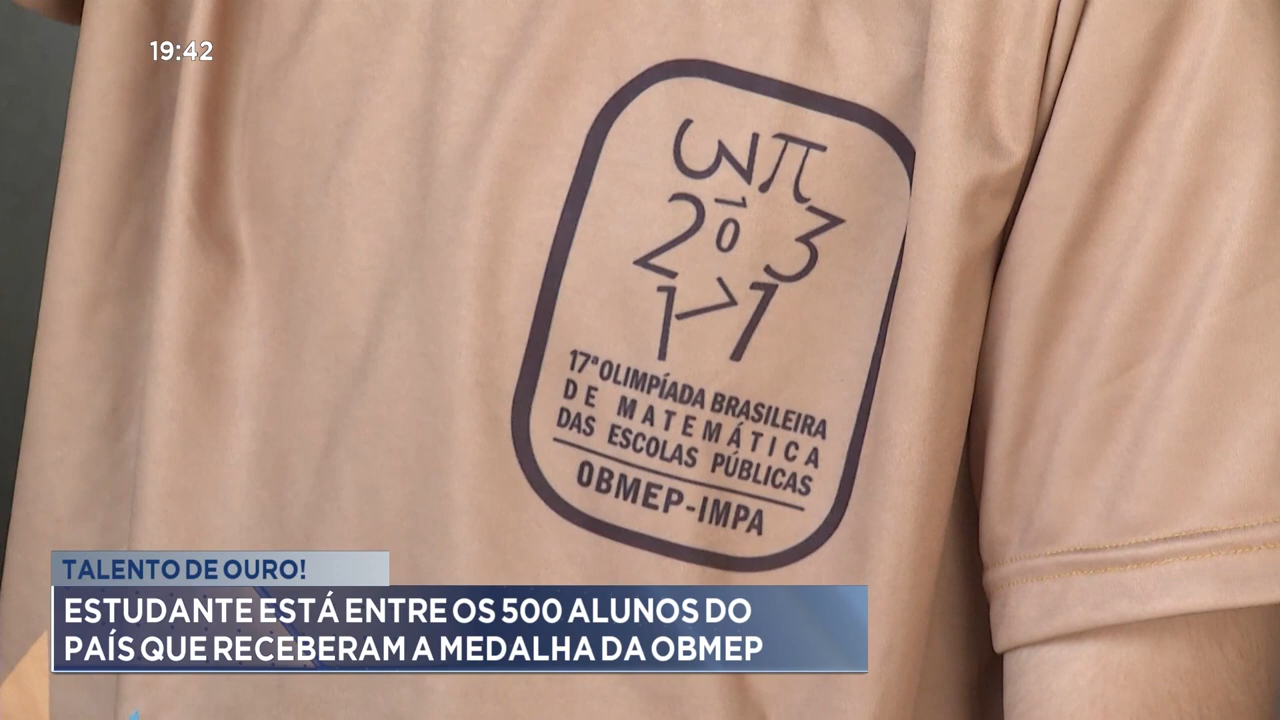 19:42
3 π
2 0 3
1 > 1
17ª OLIMPÍADA BRASILEIRA
DE MATEMÁTICA
DAS ESCOLAS PÚBLICAS
OBMEP-IMPA
TALENTO DE OURO!
ESTUDANTE ESTÁ ENTRE OS 500 ALUNOS DO
PAÍS QUE RECEBERAM A MEDALHA DA OBMEP